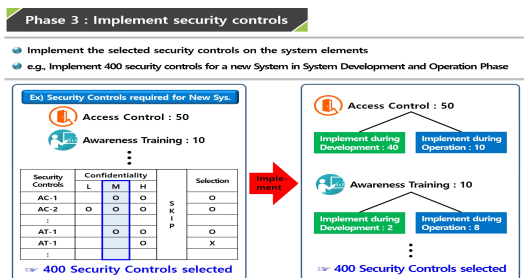 Phase 3 : Implement security controls
Implement the selected security controls on the system elements
e.g., Implement 400 security controls for a new System in System Development and Operation Phase
Ex) Security Controls required for New Sys.
Access Control : 50
Awareness Training : 10
⋮
Security Controls Confidentiality Selection
L M H
SKIP
AC-1 O O O
AC-2 O O O O
:
AT-1 O O O
AT-1 O X
:
☞ 400 Security Controls selected
Imple-
ment
Access Control : 50
Implement during
Development : 40
Implement during
Operation : 10
Awareness Training : 10
Implement during
Development : 2
Implement during
Operation : 8
⋮
☞ 400 Security Controls selected